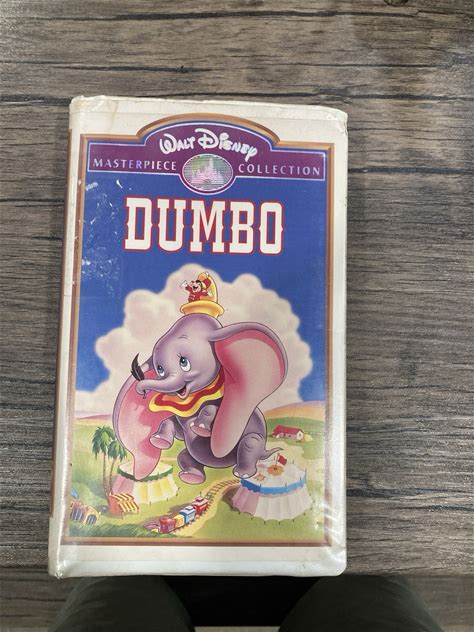 Walt Disney
MASTERPIECE COLLECTION
DUMBO